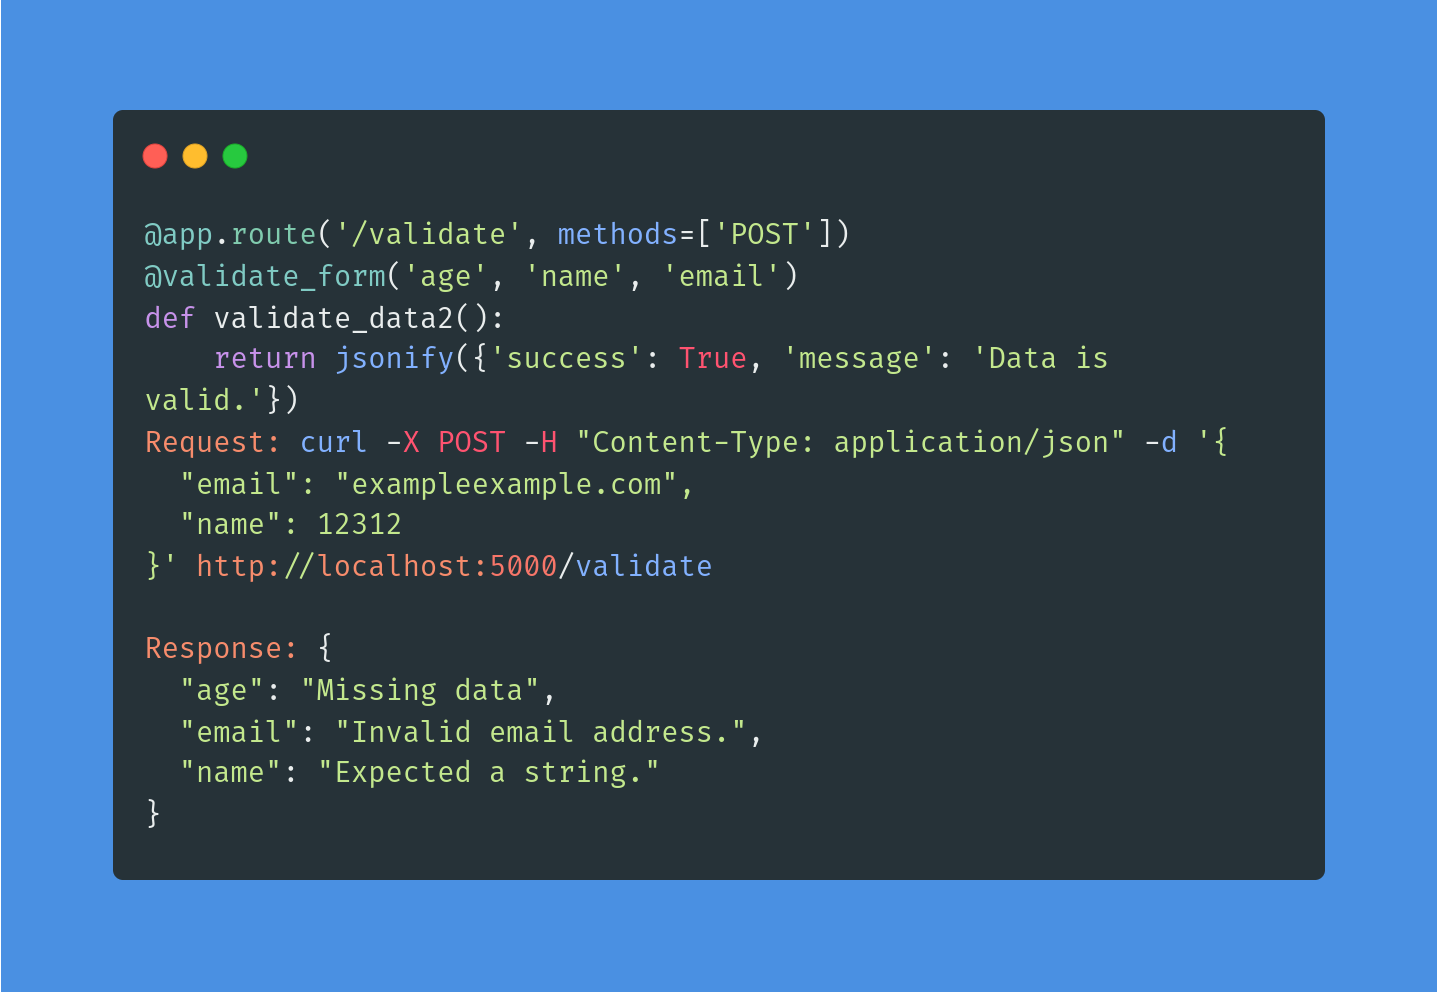 @app.route('/validate', methods=['POST'])
@validate_form('age', 'name', 'email')
def validate_data2():
    return jsonify({'success': True, 'message': 'Data is
valid.'})
Request: curl -X POST -H "Content-Type: application/json" -d '{
  "email": "exampleexample.com",
  "name": 12312
}' http://localhost:5000/validate

Response: {
  "age": "Missing data",
  "email": "Invalid email address.",
  "name": "Expected a string."
}